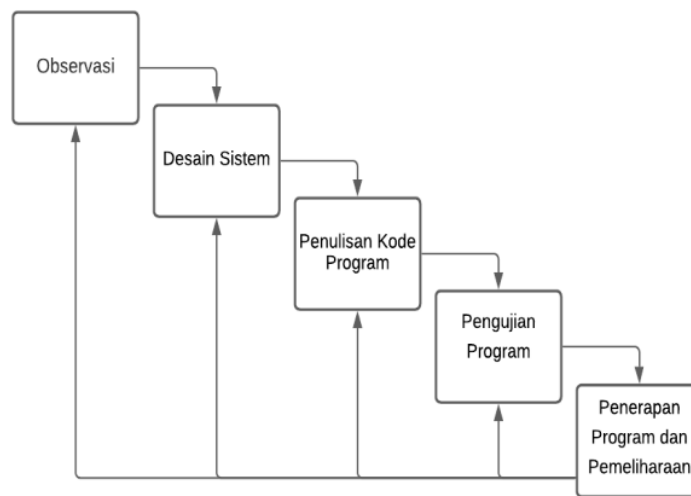 Observasi
Desain Sistem
Penulisan Kode
Program
Pengujian
Program
Penerapan
Program dan
Pemeliharaan